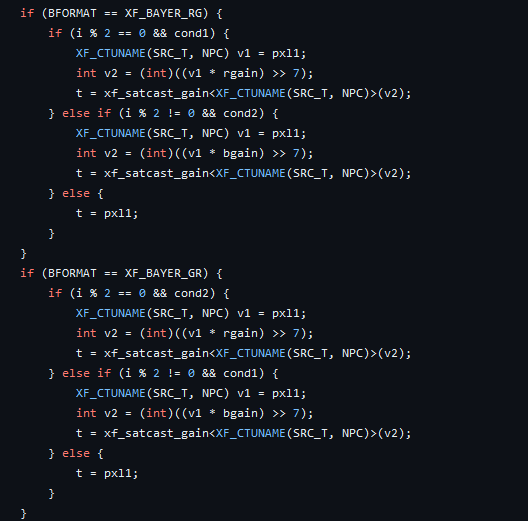 if (BFORMAT == XF_BAYER_RG) {
    if (i % 2 == 0 && cond1) {
        XF_CTUNAME(SRC_T, NPC) v1 = pxl1;
        int v2 = (int)((v1 * rgain) >> 7);
        t = xf_satcast_gain<XF_CTUNAME(SRC_T, NPC)>(v2);
    } else if (i % 2 != 0 && cond2) {
        XF_CTUNAME(SRC_T, NPC) v1 = pxl1;
        int v2 = (int)((v1 * bgain) >> 7);
        t = xf_satcast_gain<XF_CTUNAME(SRC_T, NPC)>(v2);
    } else {
        t = pxl1;
    }
}
if (BFORMAT == XF_BAYER_GR) {
    if (i % 2 == 0 && cond2) {
        XF_CTUNAME(SRC_T, NPC) v1 = pxl1;
        int v2 = (int)((v1 * rgain) >> 7);
        t = xf_satcast_gain<XF_CTUNAME(SRC_T, NPC)>(v2);
    } else if (i % 2 != 0 && cond1) {
        XF_CTUNAME(SRC_T, NPC) v1 = pxl1;
        int v2 = (int)((v1 * bgain) >> 7);
        t = xf_satcast_gain<XF_CTUNAME(SRC_T, NPC)>(v2);
    } else {
        t = pxl1;
    }
}